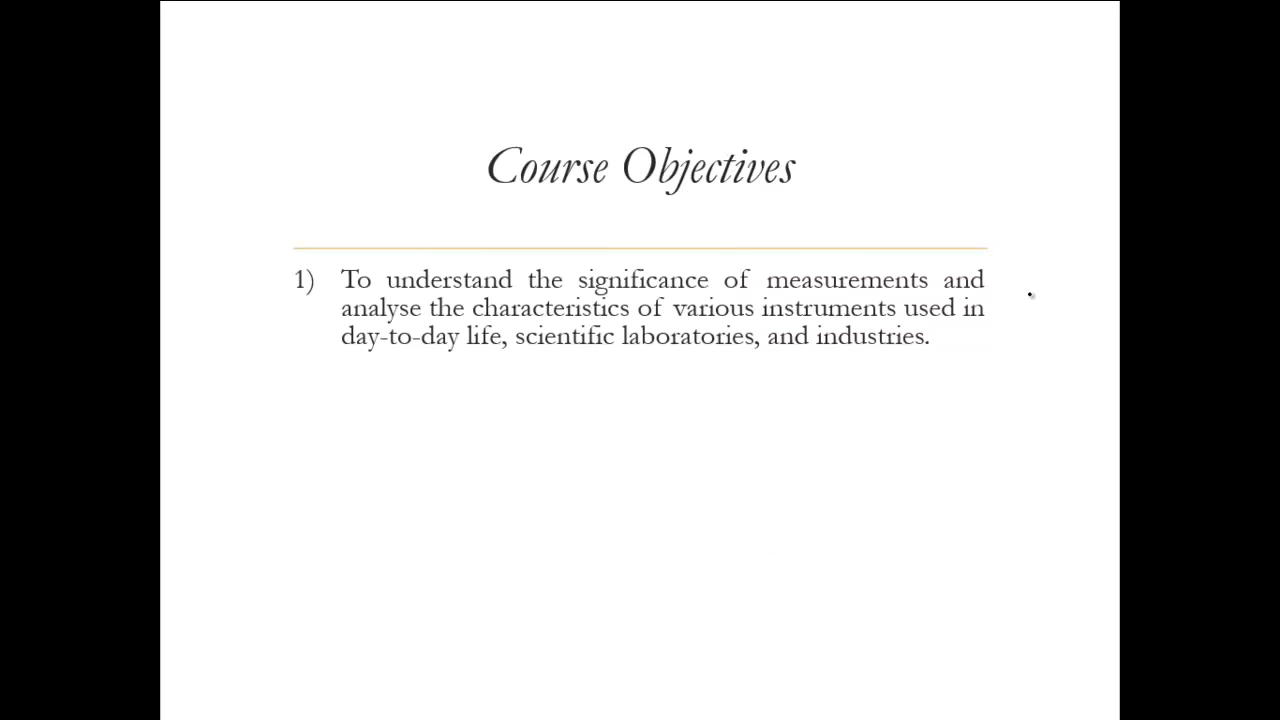 Course Objectives
1) To understand the significance of measurements and
analyse the characteristics of various instruments used in
day-to-day life, scientific laboratories, and industries.